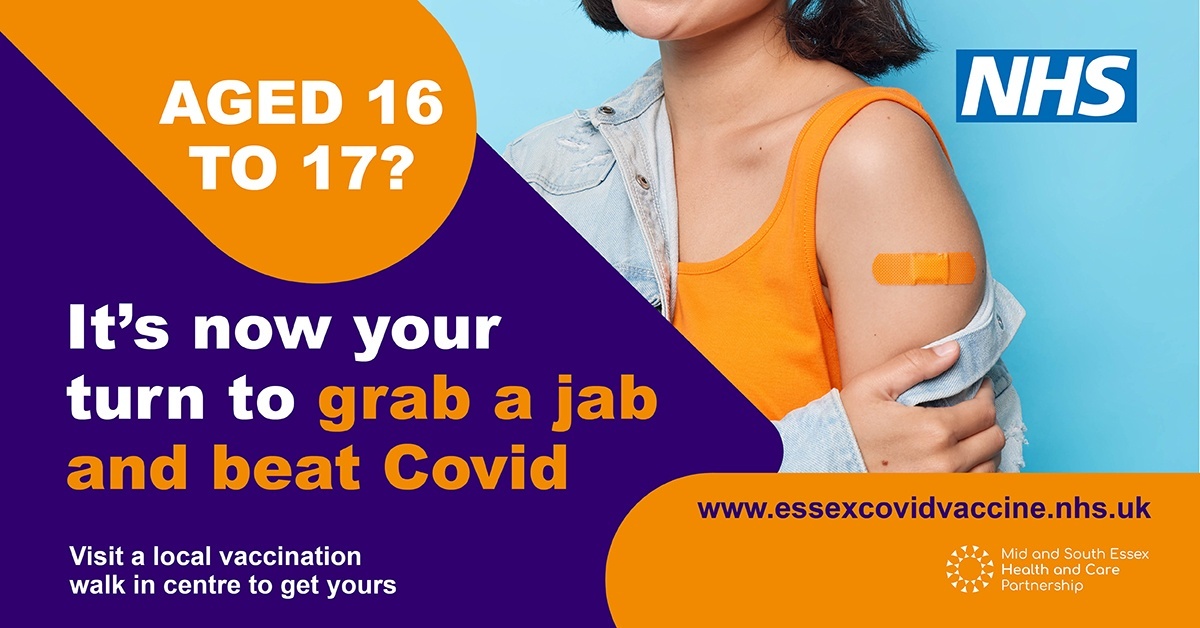 AGED 16
TO 17?
NHS
It's now your
turn to grab a jab
and beat Covid
Visit a local vaccination
walk in centre to get yours
www.essexcovidvaccine.nhs.uk
Mid and South Essex
Health and Care
Partnership